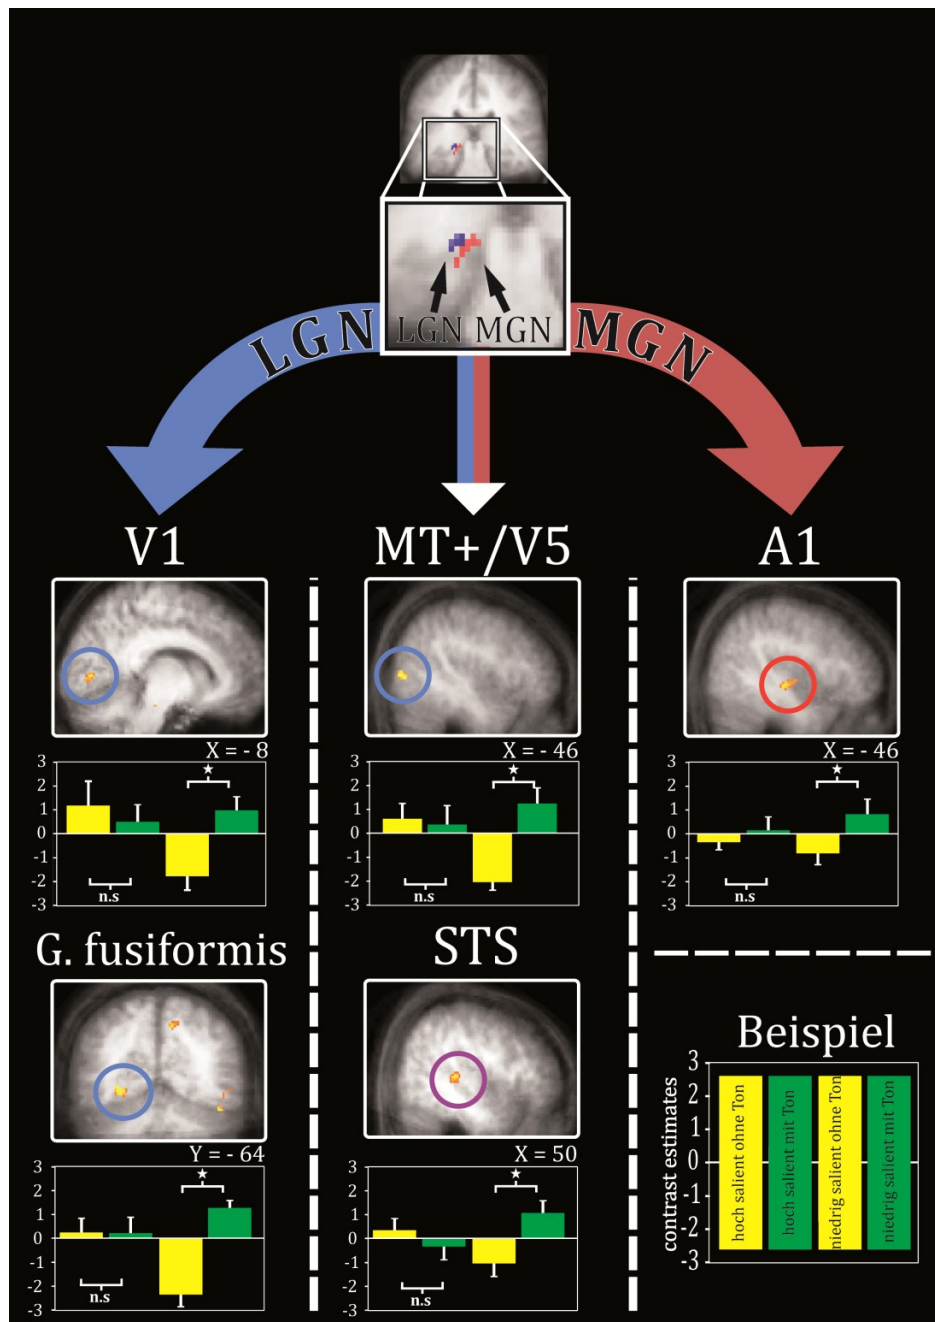 LGN MGN
LGN
MGN
V1
MT+/V5
A1
X = - 8
X = - 46
X = - 46
3
2
1
0
-1
-2
-3
★
n.s
3
2
1
0
-1
-2
-3
★
n.s
3
2
1
0
-1
-2
-3
★
n.s
G. fusiformis
STS
Y = - 64
X = 50
3
2
1
0
-1
-2
-3
★
n.s
3
2
1
0
-1
-2
-3
★
n.s
Beispiel
contrast estimates
3
2
1
0
-1
-2
-3
hoch salient ohne Ton
hoch salient mit Ton
niedrig salient ohne Ton
niedrig salient mit Ton